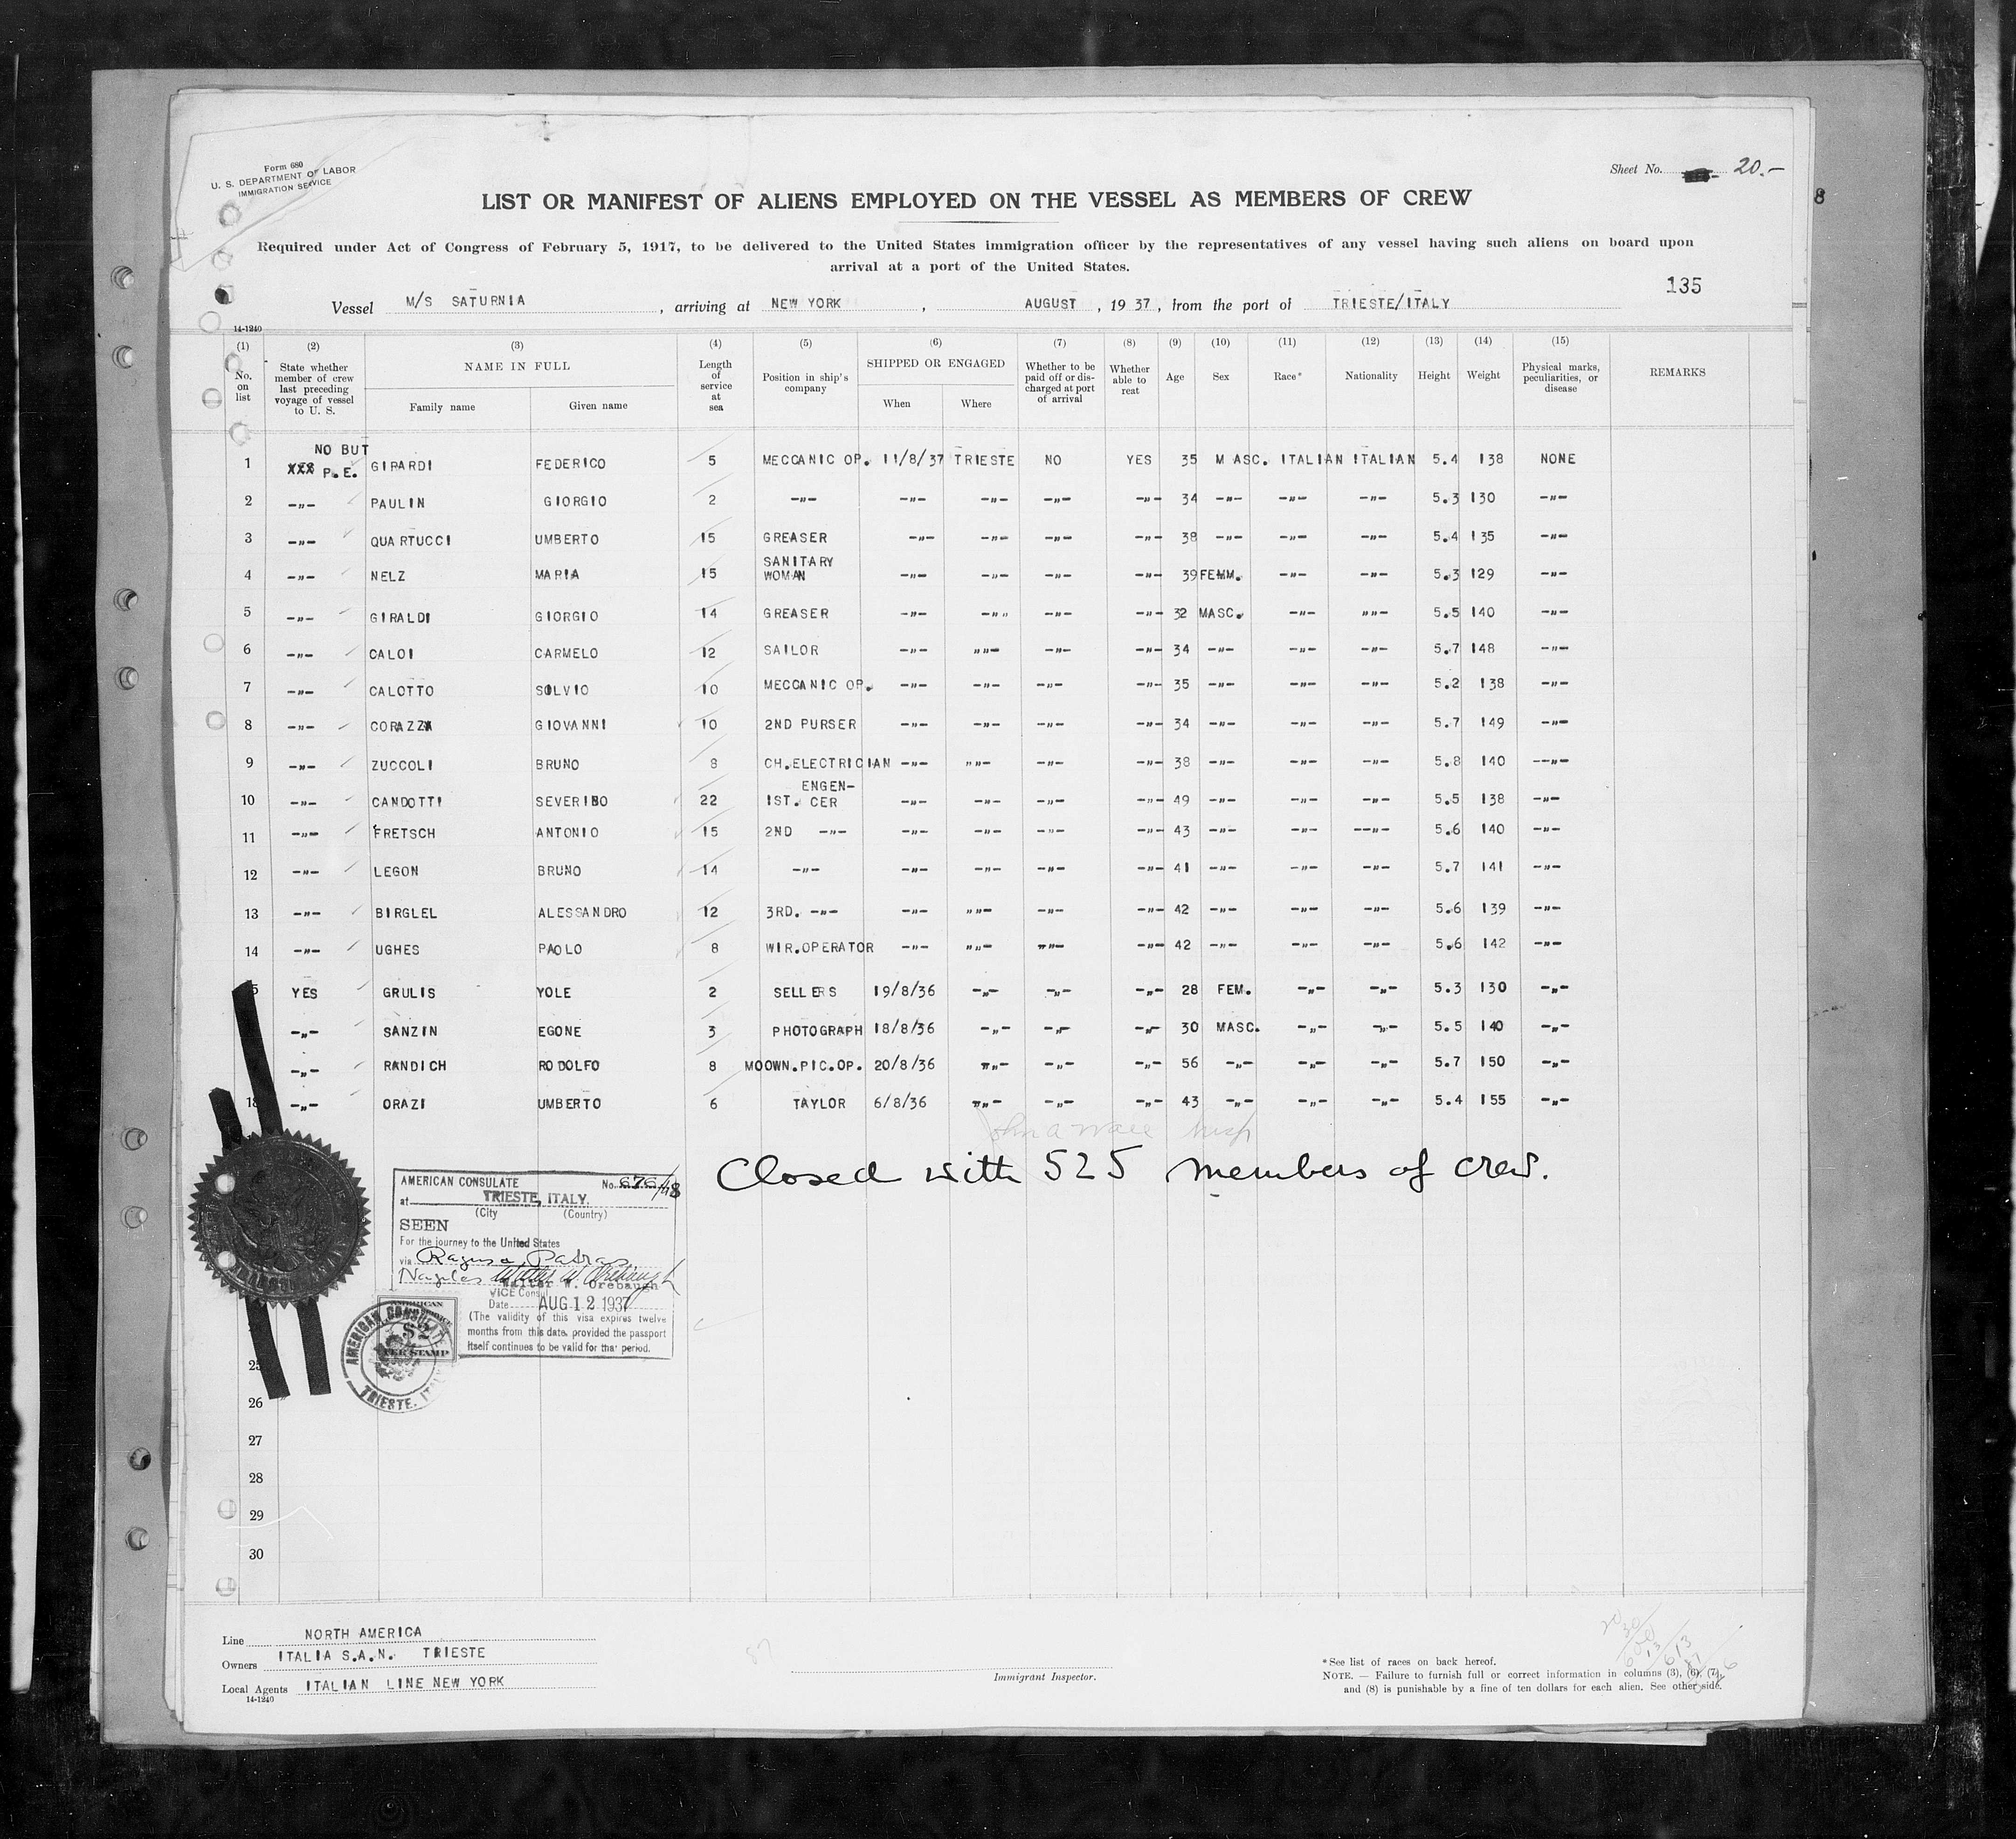 Form 680
U. S. DEPARTMENT OF LABOR
IMMIGRATION SERVICE
Sheet No. 20.-
LIST OR MANIFEST OF ALIENS EMPLOYED ON THE VESSEL AS MEMBERS OF CREW
8
Required under Act of Congress of February 5, 1917, to be delivered to the United States immigration officer by the representatives of any vessel having such aliens on board upon
arrival at a port of the United States.
135
Vessel M/S SATURNIA , arriving at NEW YORK , AUGUST , 19 37, from the port of TRIESTE/ITALY
14-1240
(1) (2) (3) (4) (5) (6) (7) (8) (9) (10) (11) (12) (13) (14) (15)
No. on list
State whether member of crew last preceding voyage of vessel to U. S.
NAME IN FULL
Family name Given name
Length of service at sea
Position in ship's company
SHIPPED OR ENGAGED
When Where
Whether to be paid off or discharged at port of arrival
Whether able to reat
Age Sex Race* Nationality Height Weight
Physical marks, peculiarities, or disease
REMARKS
NO BUT
1 XXX P.E. GIRARDI FEDERICO 5 MECCANIC OP. 11/8/37 TRIESTE NO YES 35 MASC. ITALIAN ITALIAN 5.4 138 NONE
2 -"- PAULIN GIORGIO 2 -"- -"- -"- -"- -"- 34 -"- -"- -"- 5.3 130 -"-
3 -"- QUARTUCCI UMBERTO 15 GREASER -"- -"- -"- -"- 38 -"- -"- -"- 5.4 135 -"-
4 -"- NELZ MARIA 15 SANITARY WOMAN -"- -"- -"- -"- 39 FEMM. -"- -"- 5.3 129 -"-
5 -"- GIRALDI GIORGIO 14 GREASER -"- -"" -"- -"- 32 MASC. -"- ""- 5.5 140 -"-
6 -"- CALOI CARMELO 12 SAILOR -"- ""- -"- -"- 34 -"- -"- -"- 5.7 148 -"-
7 -"- CALOTTO SOLVIO 10 MECCANIC OP. -"- -"- -"- -"- 35 -"- -"- -"- 5.2 138 -"-
8 -"- CORAZZA GIOVANNI 10 2ND PURSER -"- -"- -"- -"- 34 -"- -"- -"- 5.7 149 -"-
9 -"- ZUCCOLI BRUNO 8 CH.ELECTRICIAN -"- ""- -"- -"- 38 -"- -"- -"- 5.8 140 --"-
10 -"- CANDOTTI SEVERIBO 22 1ST. ENGEN-CER -"- -"- -"- -"- 49 -"- -"- -"- 5.5 138 -"-
11 -"- FRETSCH ANTONIO 15 2ND -"- -"- -"- -"- -"- 43 -"- -"- --"- 5.6 140 -"-
12 -"- LEGON BRUNO 14 -"- -"- -"- -"- -"- 41 -"- -"- -"- 5.7 141 -"-
13 -"- BIRGLEL ALESSANDRO 12 3RD. -"- -"- ""- -"- -"- 42 -"- -"- -"- 5.6 139 -"-
14 -"- UGHES PAOLO 8 WIR.OPERATOR -"- ""- ""- -"- 42 -"- -"- -"- 5.6 142 -"-
5 YES GRULIS YOLE 2 SELLERS 19/8/36 -"- -"- -"- 28 FEM. -"- -"- 5.3 130 -"-
-"- SANZIN EGONE 3 PHOTOGRAPH 18/8/36 -"- -"- -"- 30 MASC. -"- -"- 5.5 140 -"-
-"- RANDICH RODOLFO 8 MOOWN.PIC.OP. 20/8/36 ""- -"- -"- 56 -"- -"- -"- 5.7 150 -"-
18 -"- ORAZI UMBERTO 6 TAYLOR 6/8/36 ""- -"- -"- 43 -"- -"- -"- 5.4 155 -"-
Closed with 525 members of crew.
AMERICAN CONSULATE No.
at TRIESTE, ITALY.
(City (Country)
SEEN
For the journey to the United States
via Ragusa, Patras
Naples
Walter W. Orebaugh
VICE Consul
Date AUG 12 1937
(The validity of this visa expires twelve
months from this date, provided the passport
itself continues to be valid for that period.
AMERICAN CONSULATE
TRIESTE, ITALY
$2
25
26
27
28
29
30
Line NORTH AMERICA
Owners ITALIA S.A.N. TRIESTE
Local Agents ITALIAN LINE NEW YORK
14-1240
Immigrant Inspector.
*See list of races on back hereof.
NOTE. — Failure to furnish full or correct information in columns (3), (6), (7),
and (8) is punishable by a fine of ten dollars for each alien. See other side.